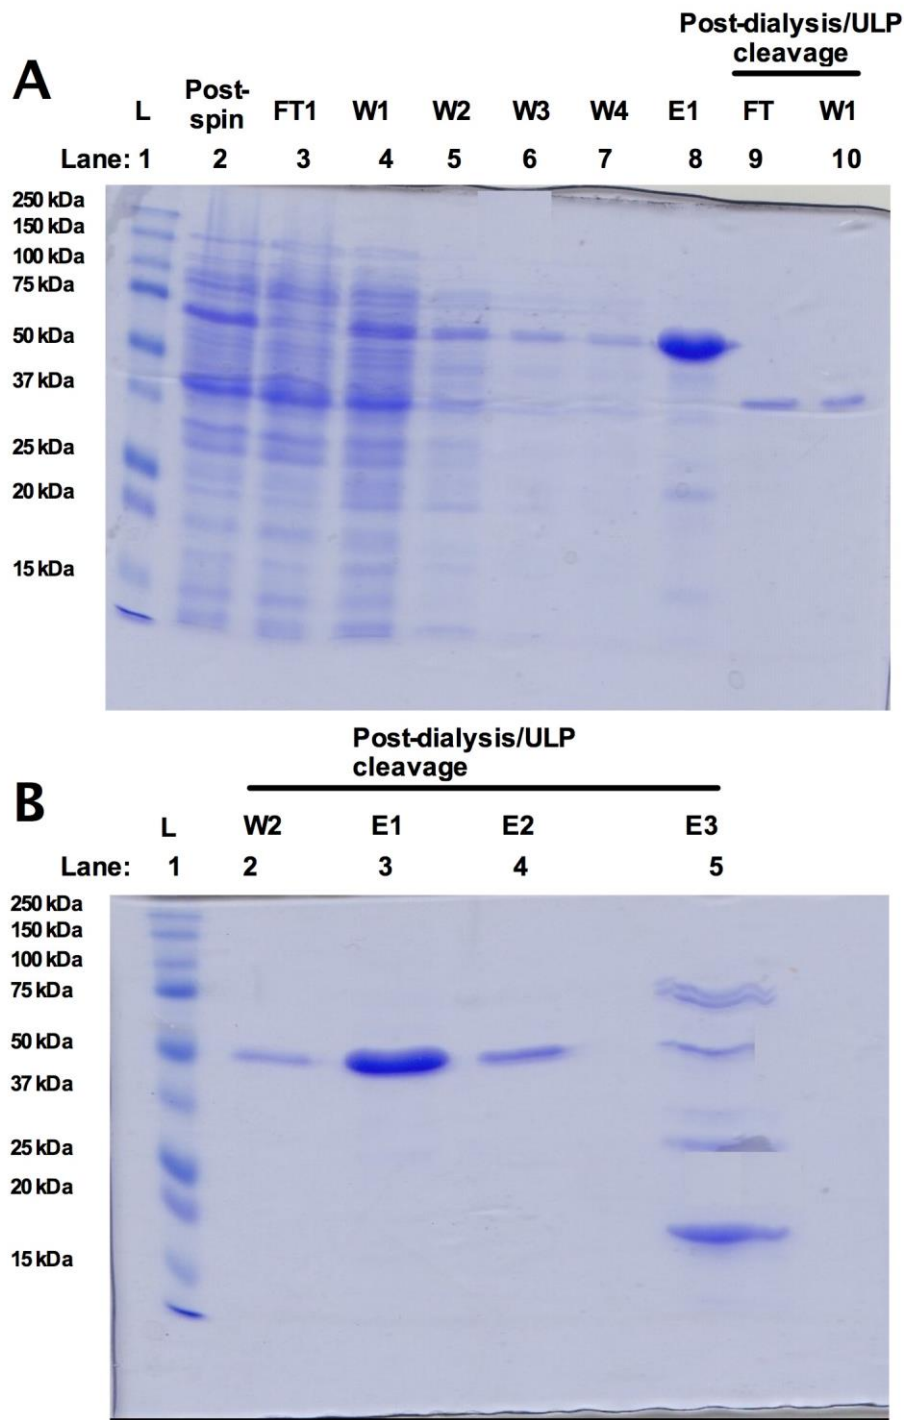 Post-dialysis/ULP
cleavage
A
L Post-spin FT1 W1 W2 W3 W4 E1 FT W1
Lane: 1 2 3 4 5 6 7 8 9 10
250 kDa
150 kDa
100 kDa
75 kDa
50 kDa
37 kDa
25 kDa
20 kDa
15 kDa
Post-dialysis/ULP
cleavage
B
L W2 E1 E2 E3
Lane: 1 2 3 4 5
250 kDa
150 kDa
100 kDa
75 kDa
50 kDa
37 kDa
25 kDa
20 kDa
15 kDa